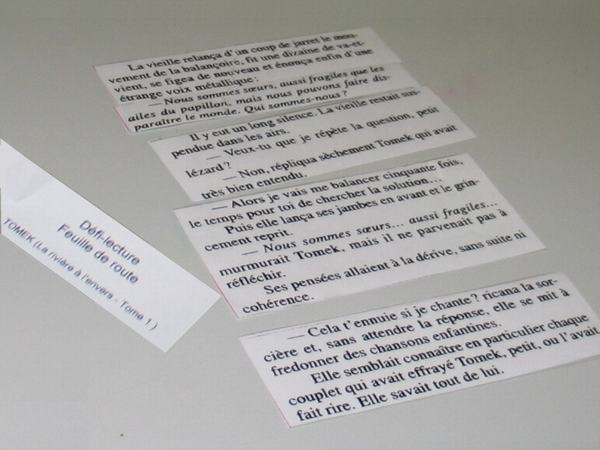 La vieille relança d'un coup de jarret le mou-
vement de la balançoire, fit une dizaine de va-et-
vient, se figea de nouveau et énonça enfin d'une
étrange voix métallique :
— Nous sommes sœurs, aussi fragiles que les
ailes du papillon, mais nous pouvons faire dis-
paraître le monde. Qui sommes-nous ?
Il y eut un long silence. La vieille restait sus-
pendue dans les airs.
— Veux-tu que je répète la question, petit
lézard ?
— Non, répliqua sèchement Tomek qui avait
très bien entendu.
— Alors je vais me balancer cinquante fois,
le temps pour toi de chercher la solution...
Puis elle lança ses jambes en avant et le grin-
cement reprit.
— Nous sommes sœurs... aussi fragiles...
murmurait Tomek, mais il ne parvenait pas à
réfléchir.
Ses pensées allaient à la dérive, sans suite ni
cohérence.
— Cela t'ennuie si je chante ? ricana la sor-
cière et, sans attendre la réponse, elle se mit à
fredonner des chansons enfantines.
Elle semblait connaître en particulier chaque
couplet qui avait effrayé Tomek, petit, ou l'avait
fait rire. Elle savait tout de lui.
Défi-lecture
Feuille de route
TOMEK (La rivière à l'envers - Tome 1)